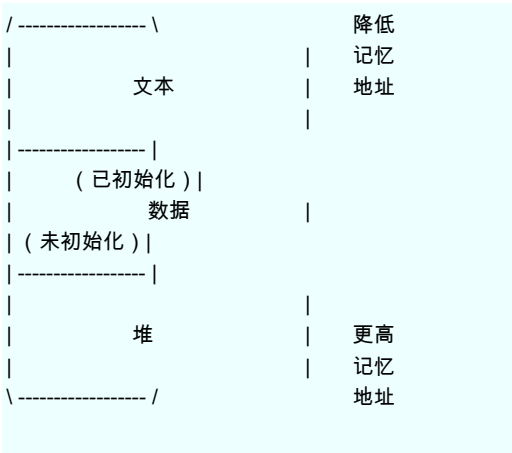 / ------------------ \ 降低
| | 记忆
| 文本 | 地址
| |
| ------------------ |
| （已初始化）|
| 数据 |
| （未初始化）|
| ------------------ |
| |
| 堆 | 更高
| | 记忆
\ ------------------ / 地址